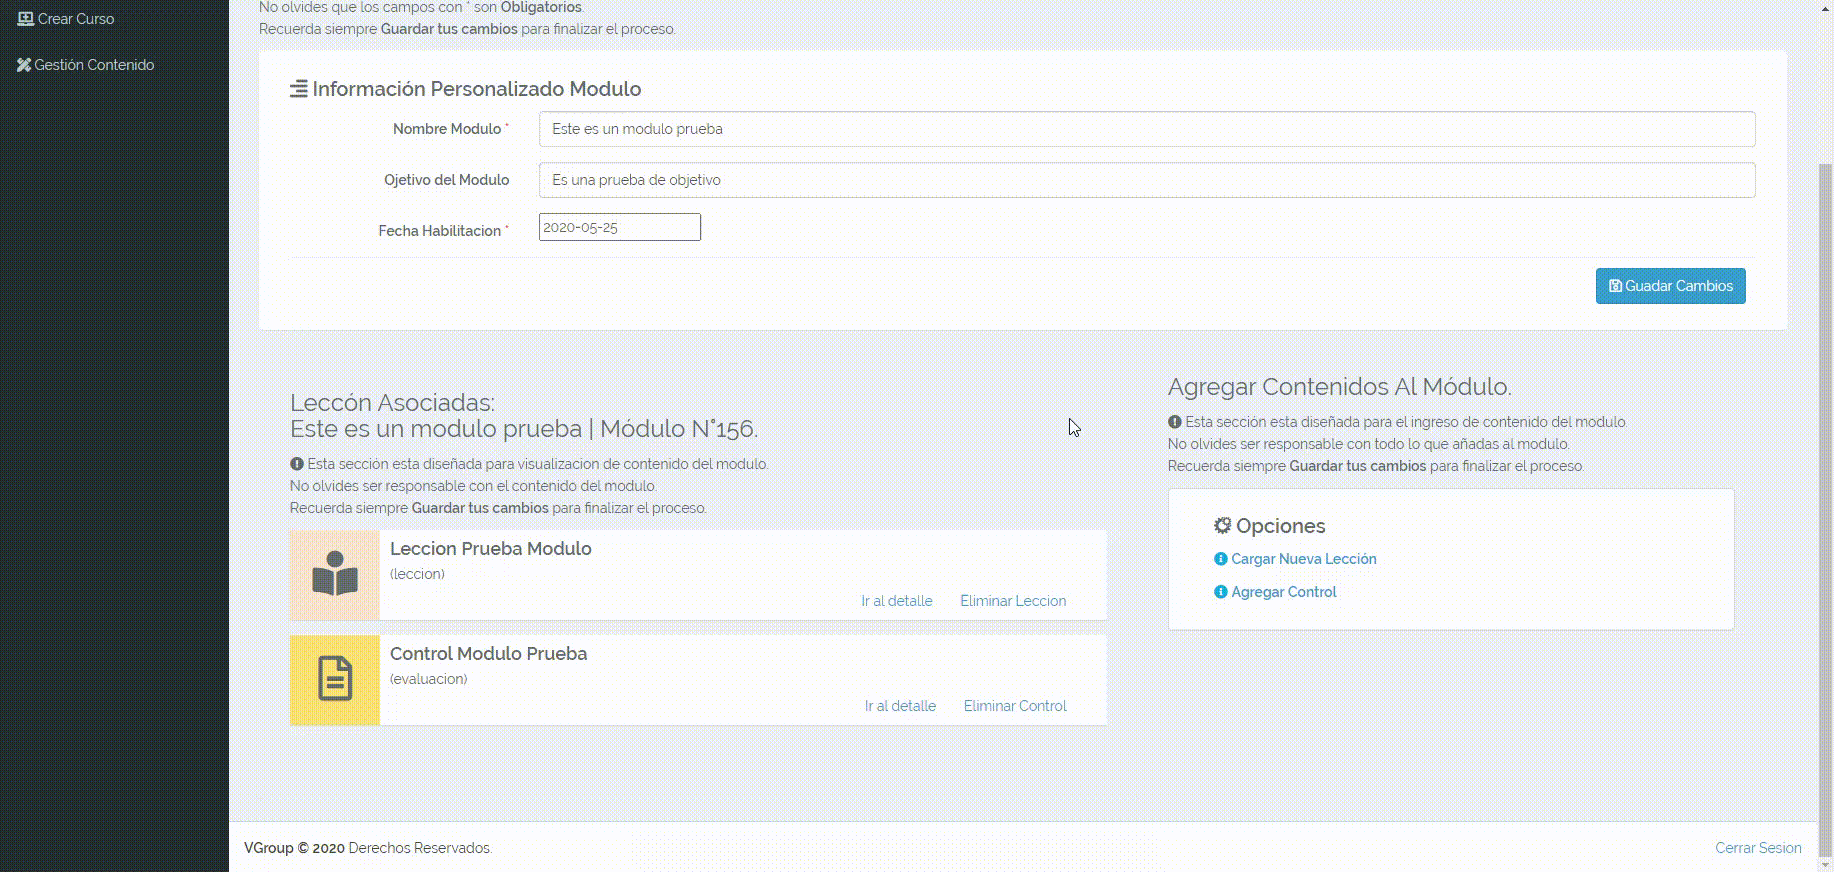 Crear Curso
Gestión Contenido
No olvides que los campos con * son Obligatorios.
Recuerda siempre Guardar tus cambios para finalizar el proceso.
Información Personalizado Modulo
Nombre Modulo *
Este es un modulo prueba
Ojetivo del Modulo
Es una prueba de objetivo
Fecha Habilitacion *
2020-05-25
Guadar Cambios
Leccón Asociadas:
Este es un modulo prueba | Módulo N°156.
Esta sección esta diseñada para visualizacion de contenido del modulo.
No olvides ser responsable con el contenido del modulo.
Recuerda siempre Guardar tus cambios para finalizar el proceso.
Leccion Prueba Modulo
(leccion)
Ir al detalle Eliminar Leccion
Control Modulo Prueba
(evaluacion)
Ir al detalle Eliminar Control
Agregar Contenidos Al Módulo.
Esta sección esta diseñada para el ingreso de contenido del modulo.
No olvides ser responsable con todo lo que añadas al modulo.
Recuerda siempre Guardar tus cambios para finalizar el proceso.
Opciones
Cargar Nueva Lección
Agregar Control
VGroup © 2020 Derechos Reservados.
Cerrar Sesion